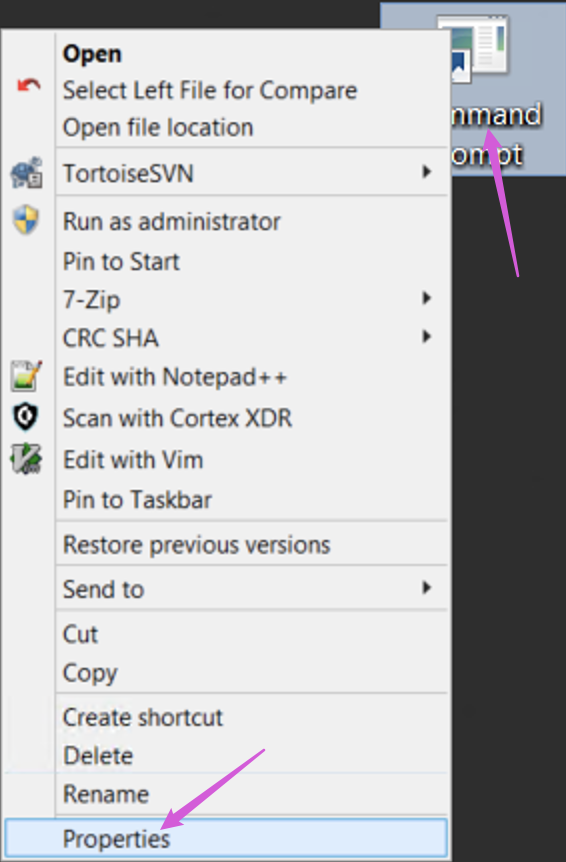 Open
Select Left File for Compare
Open file location
TortoiseSVN
Run as administrator
Pin to Start
7-Zip
CRC SHA
Edit with Notepad++
Scan with Cortex XDR
Edit with Vim
Pin to Taskbar
Restore previous versions
Send to
Cut
Copy
Create shortcut
Delete
Rename
Properties
mmand
ompt